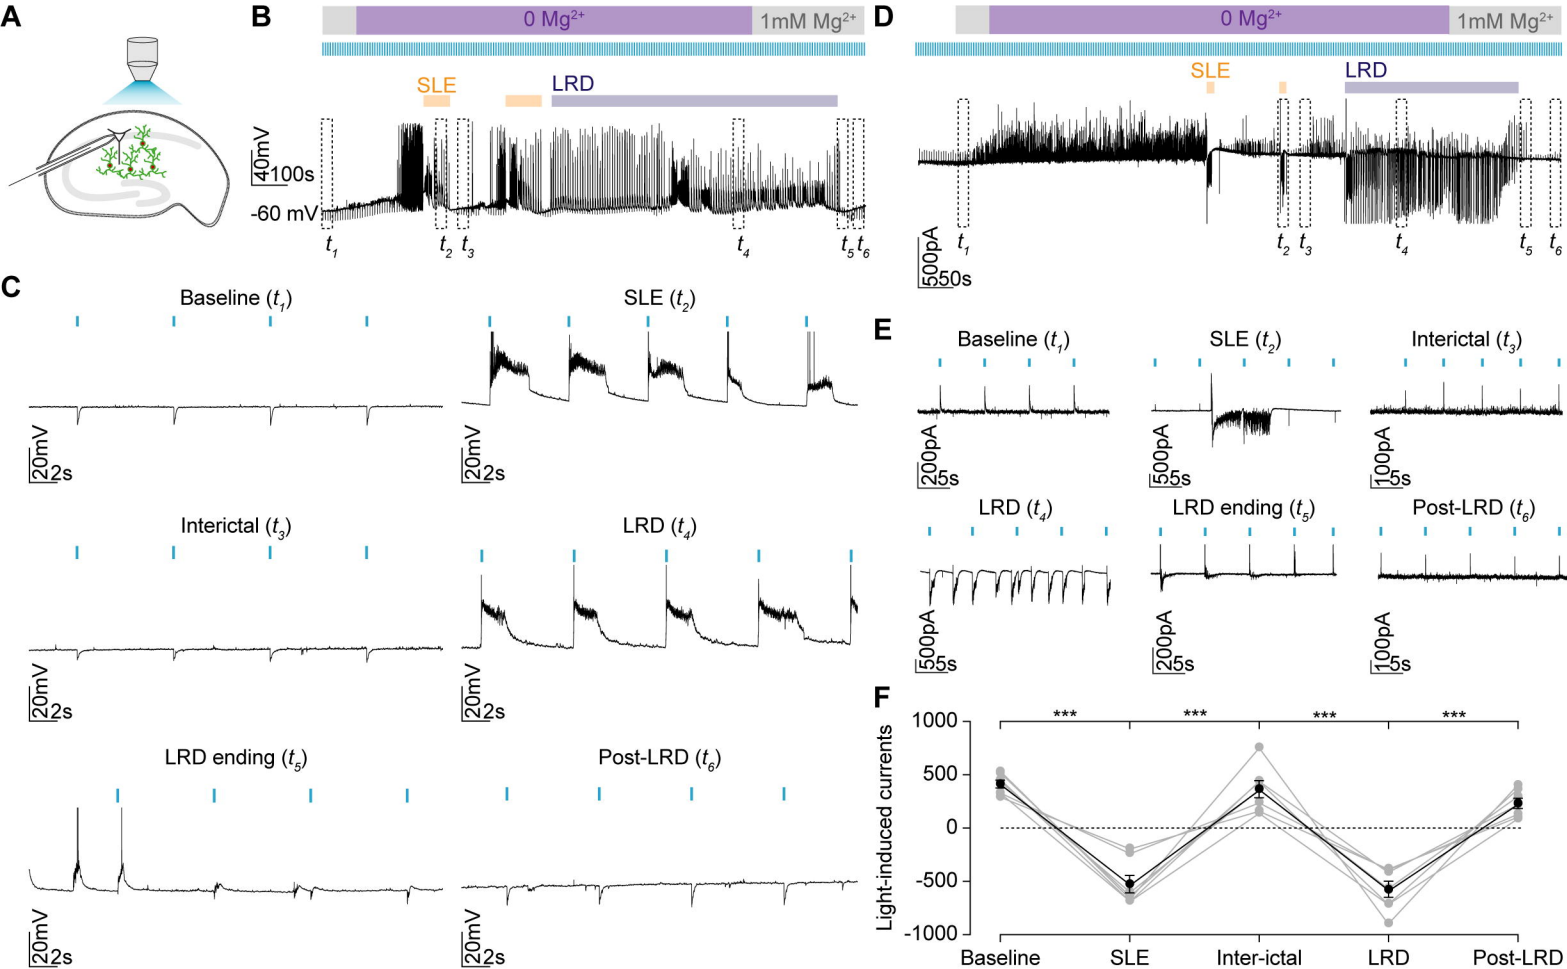 A
B
0 Mg2+
1mM Mg2+
SLE
LRD
40mV
100s
-60 mV
t1
t2
t3
t4
t5
t6
C
Baseline (t1)
20mV
2s
SLE (t2)
20mV
2s
Interictal (t3)
20mV
2s
LRD (t4)
20mV
2s
LRD ending (t5)
20mV
2s
Post-LRD (t6)
20mV
2s
D
0 Mg2+
1mM Mg2+
SLE
LRD
t1
t2
t3
t4
t5
t6
500pA
50s
E
Baseline (t1)
200pA
5s
SLE (t2)
500pA
5s
Interictal (t3)
100pA
5s
LRD (t4)
500pA
5s
LRD ending (t5)
200pA
5s
Post-LRD (t6)
100pA
5s
F
Light-induced currents
1000
500
0
-500
-1000
*** *** *** ***
Baseline SLE Inter-ictal LRD Post-LRD